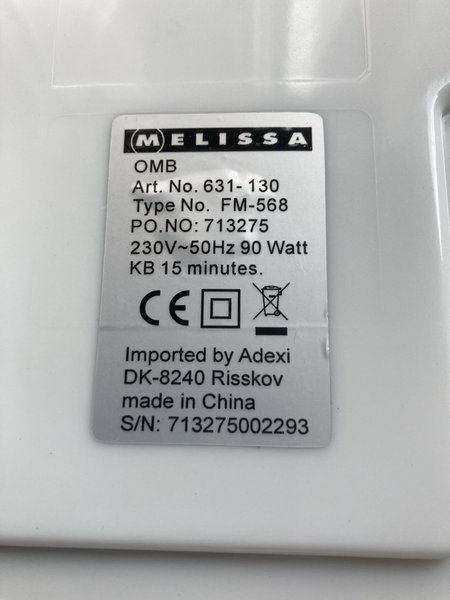 MELISSA
OMB
Art. No. 631- 130
Type No. FM-568
PO.NO: 713275
230V~50Hz 90 Watt
KB 15 minutes.
CE
Imported by Adexi
DK-8240 Risskov
made in China
S/N: 713275002293